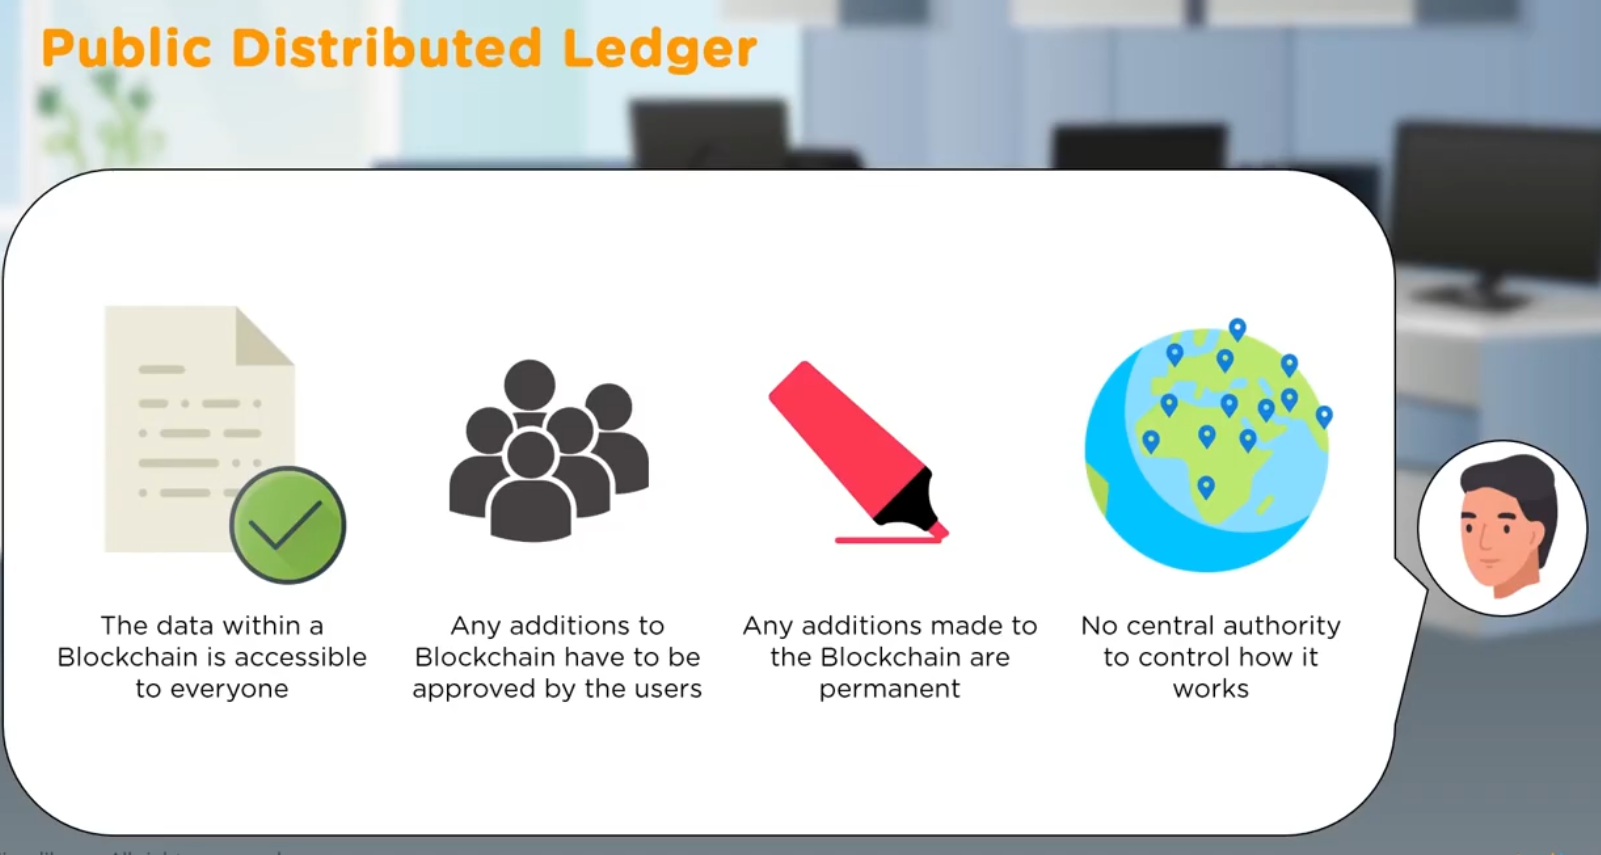 Public Distributed Ledger
The data within a
Blockchain is accessible
to everyone
Any additions to
Blockchain have to be
approved by the users
Any additions made to
the Blockchain are
permanent
No central authority
to control how it
works